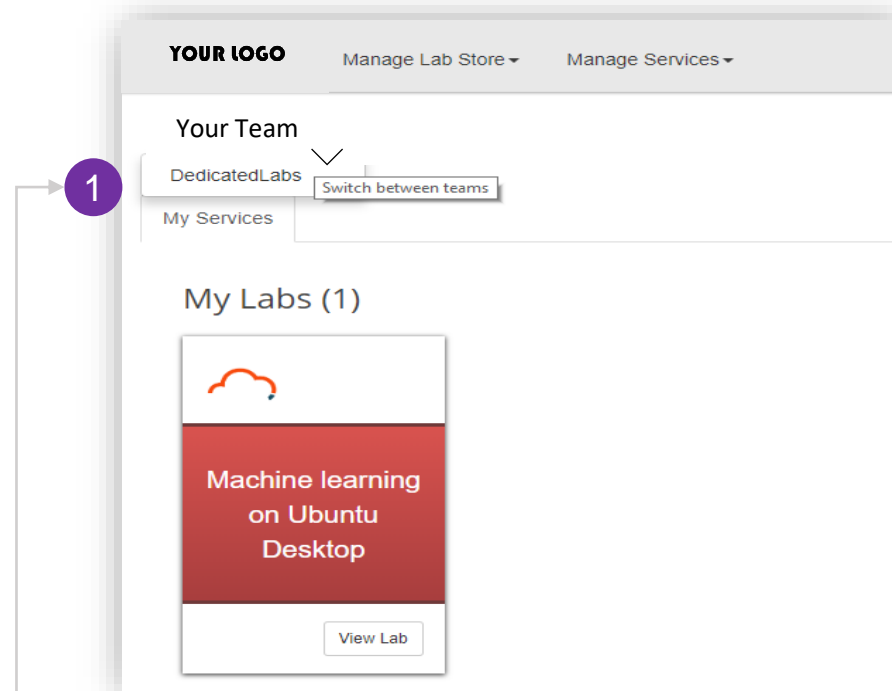 YOUR LOGO
Manage Lab Store
Manage Services
Your Team
1
DedicatedLabs
Switch between teams
My Services
My Labs (1)
Machine learning
on Ubuntu
Desktop
View Lab